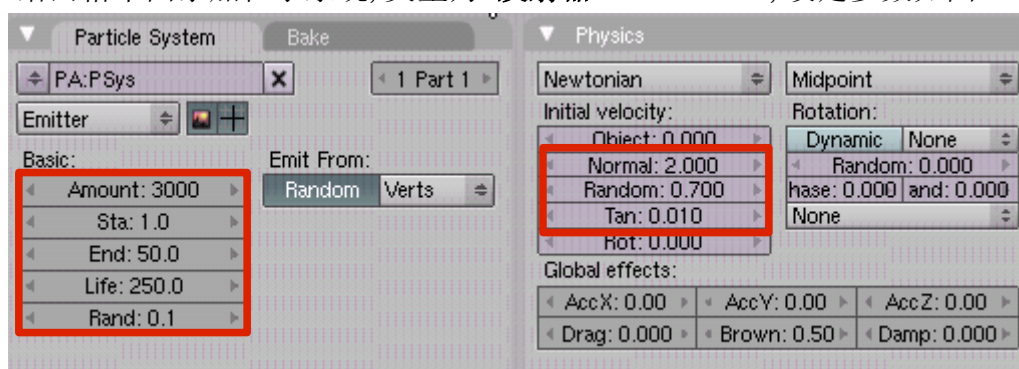 Particle System
Bake
PA:PSys
X
1 Part 1
Emitter
Basic:
Emit From:
Amount: 3000
Random
Verts
Sta: 1.0
End: 50.0
Life: 250.0
Rand: 0.1
Physics
Newtonian
Midpoint
Initial velocity:
Rotation:
Object: 0.000
Dynamic
None
Normal: 2.000
Random: 0.000
Random: 0.700
hase: 0.000
and: 0.000
Tan: 0.010
None
Rot: 0.000
Global effects:
AccX: 0.00
AccY: 0.00
AccZ: 0.00
Drag: 0.000
Brown: 0.50
Damp: 0.000